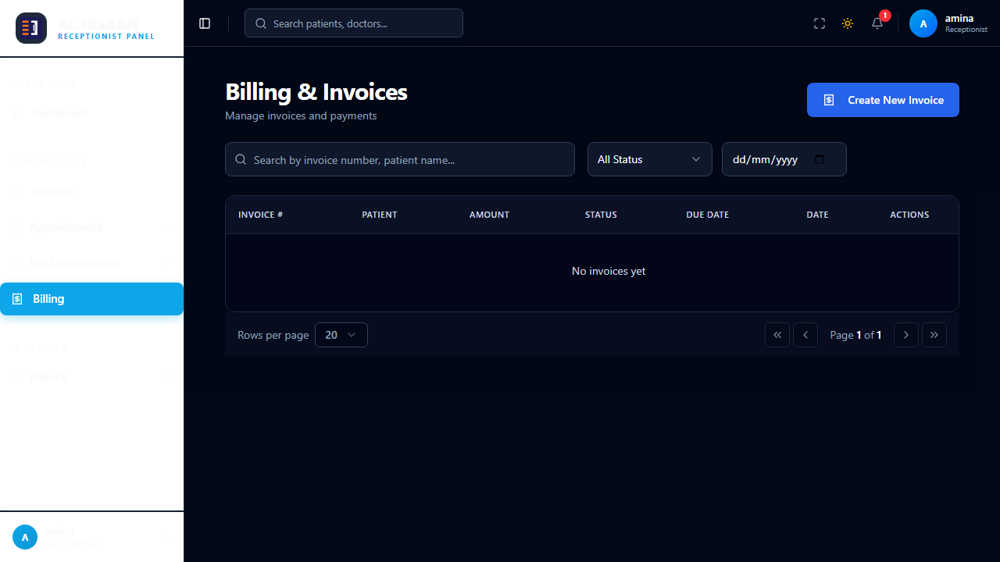 AL-IXSAAN
RECEPTIONIST PANEL
OVERVIEW
Dashboard
FRONT DESK
Patients
Appointments
Eye Examinations
Billing
REPORTS
Reports
A
amina
Search patients, doctors...
1
A
amina
Receptionist
Billing & Invoices
Manage invoices and payments
Create New Invoice
Search by invoice number, patient name...
All Status
dd/mm/yyyy
INVOICE # PATIENT AMOUNT STATUS DUE DATE DATE ACTIONS
No invoices yet
Rows per page 20
Page 1 of 1